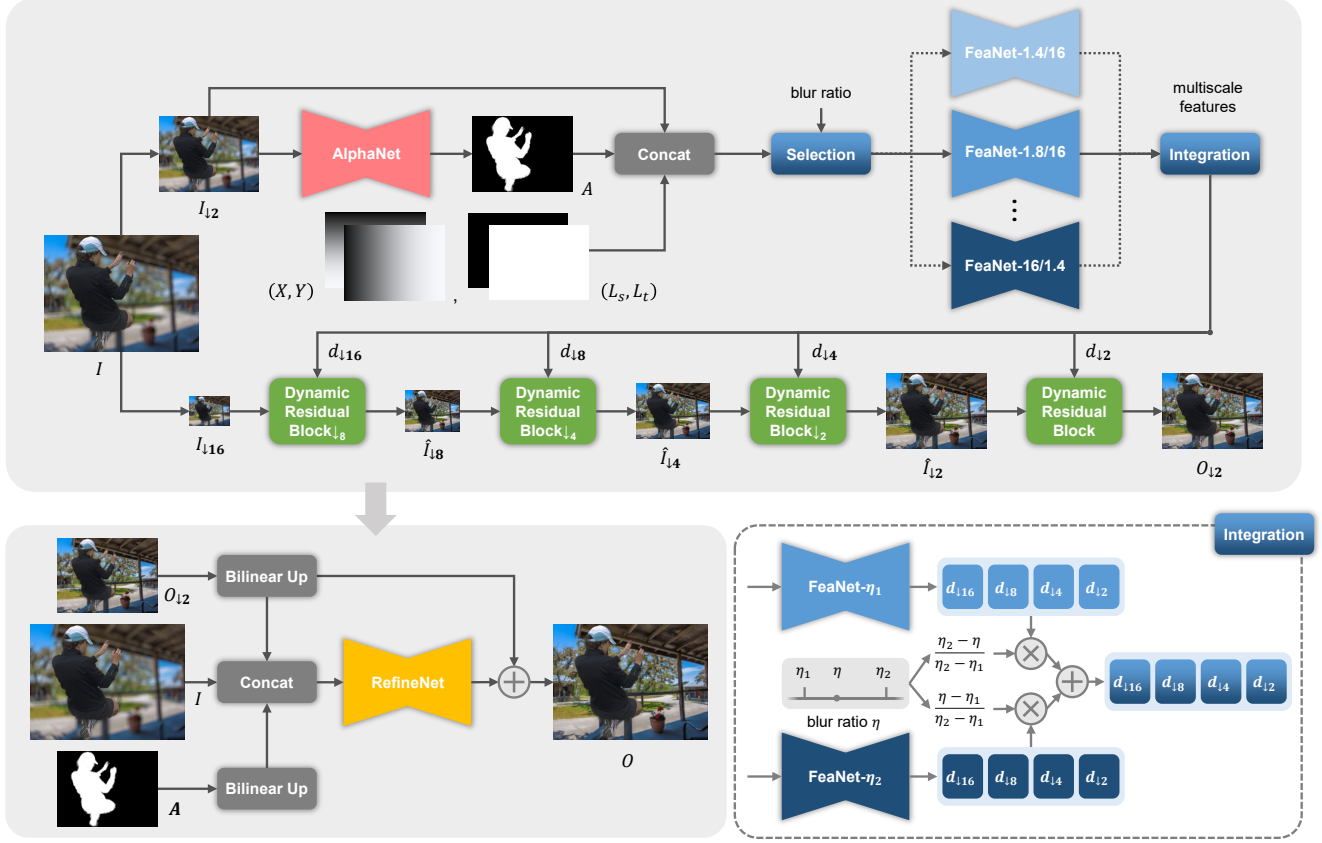 FeaNet-1.4/16
blur ratio
multiscale
features
AlphaNet
Concat
Selection
FeaNet-1.8/16
Integration
A
I↓2
⋮
FeaNet-16/1.4
(X, Y)
,
(Lₛ, Lₜ)
I
d↓16
d↓8
d↓4
d↓2
Dynamic
Residual
Block↓8
Dynamic
Residual
Block↓4
Dynamic
Residual
Block↓2
Dynamic
Residual
Block
I↓16
Î↓8
Î↓4
Î↓2
O↓2
Bilinear Up
O↓2
I
Concat
RefineNet
O
A
Bilinear Up
Integration
FeaNet-η₁
d↓16 d↓8 d↓4 d↓2
η₁ η η₂
blur ratio η
η₂ − η
η₂ − η₁
η − η₁
η₂ − η₁
d↓16 d↓8 d↓4 d↓2
FeaNet-η₂
d↓16 d↓8 d↓4 d↓2